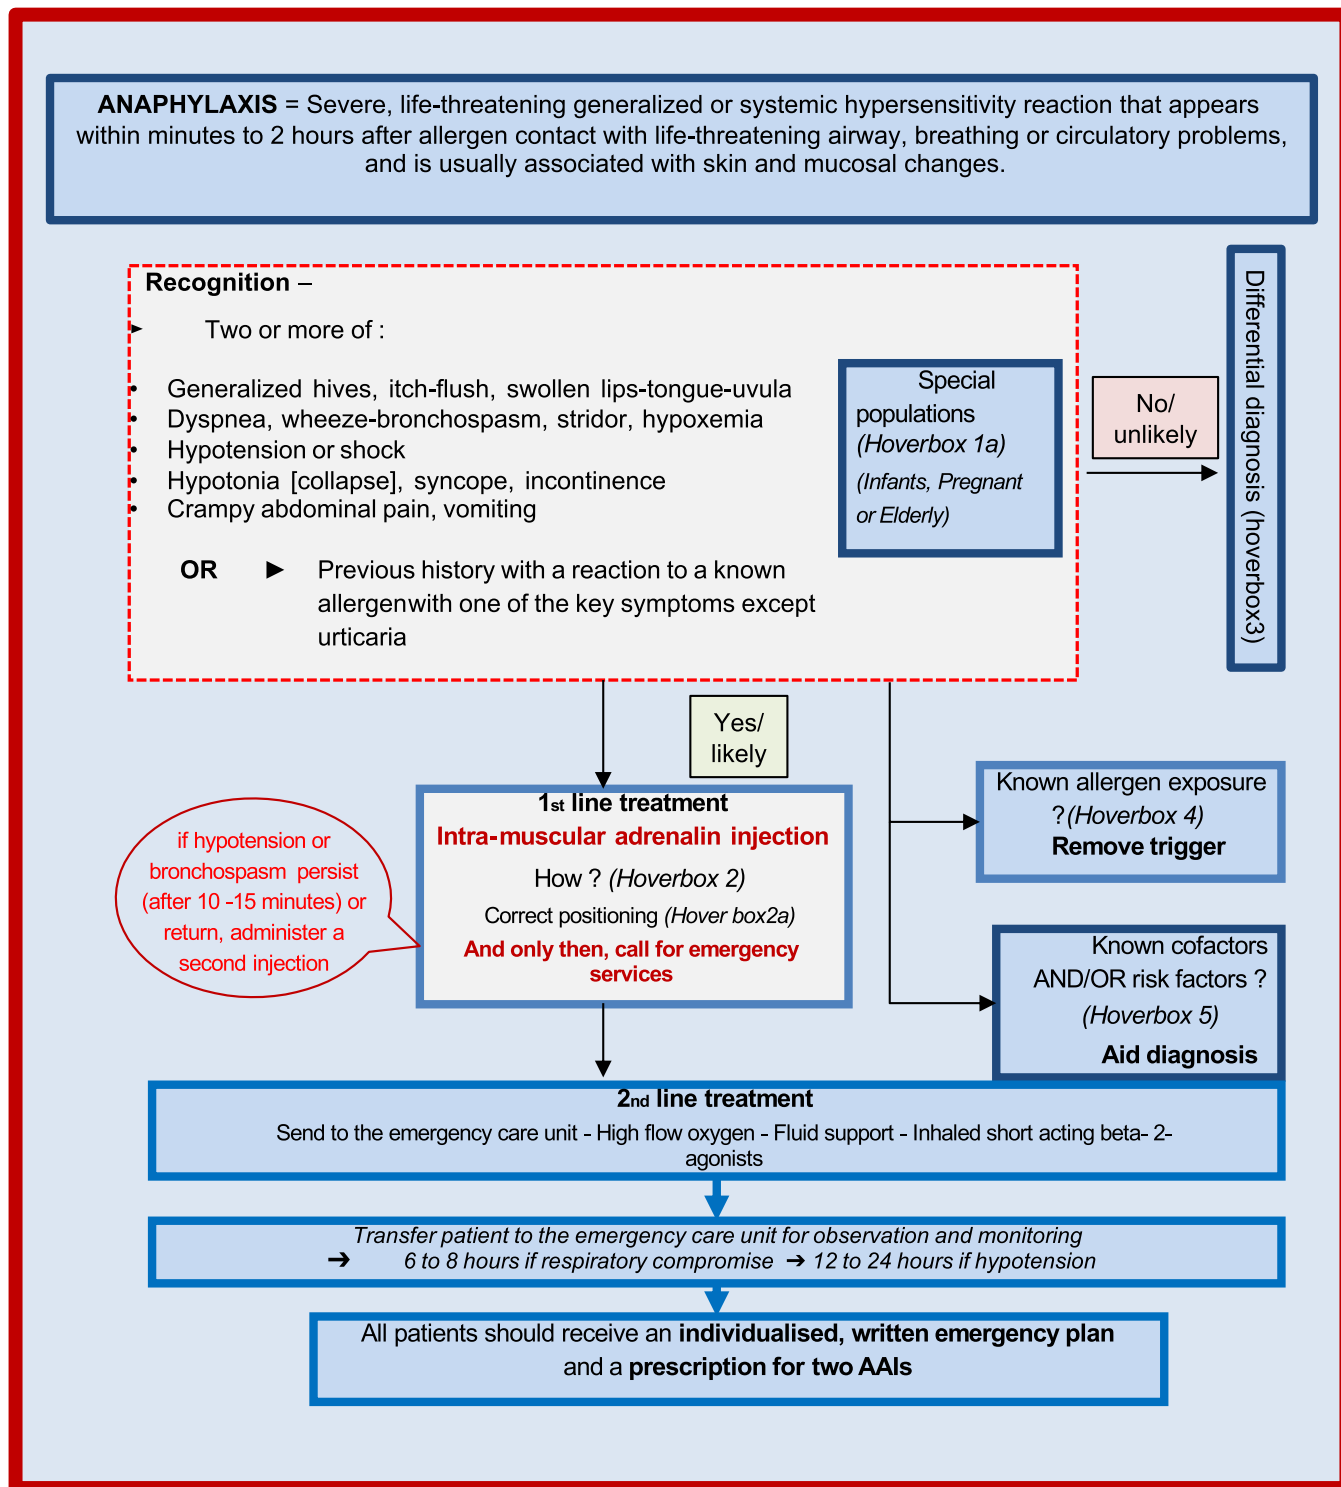 ANAPHYLAXIS = Severe, life-threatening generalized or systemic hypersensitivity reaction that appears
within minutes to 2 hours after allergen contact with life-threatening airway, breathing or circulatory problems,
and is usually associated with skin and mucosal changes.
Recognition –
► Two or more of :
• Generalized hives, itch-flush, swollen lips-tongue-uvula
• Dyspnea, wheeze-bronchospasm, stridor, hypoxemia
• Hypotension or shock
• Hypotonia [collapse], syncope, incontinence
• Crampy abdominal pain, vomiting
OR ► Previous history with a reaction to a known
allergenwith one of the key symptoms except
urticaria
Special
populations
(Hoverbox 1a)
(Infants, Pregnant
or Elderly)
No/
unlikely
Differential diagnosis (hoverbox3)
Yes/
likely
1st line treatment
Intra-muscular adrenalin injection
How ? (Hoverbox 2)
Correct positioning (Hover box2a)
And only then, call for emergency
services
if hypotension or
bronchospasm persist
(after 10 -15 minutes) or
return, administer a
second injection
Known allergen exposure
?(Hoverbox 4)
Remove trigger
Known cofactors
AND/OR risk factors ?
(Hoverbox 5)
Aid diagnosis
2nd line treatment
Send to the emergency care unit - High flow oxygen - Fluid support - Inhaled short acting beta- 2-
agonists
Transfer patient to the emergency care unit for observation and monitoring
➔ 6 to 8 hours if respiratory compromise ➔ 12 to 24 hours if hypotension
All patients should receive an individualised, written emergency plan
and a prescription for two AAIs